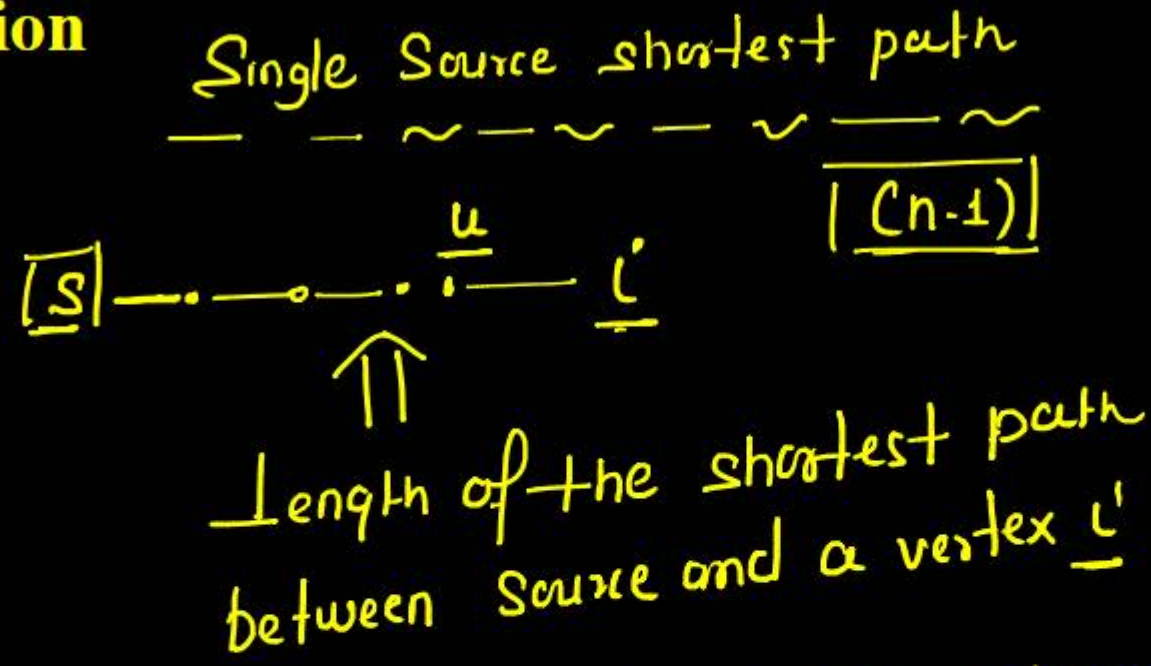 ion
Single Source shortest path
(n-1)
u
S i
Length of the shortest path
between source and a vertex i